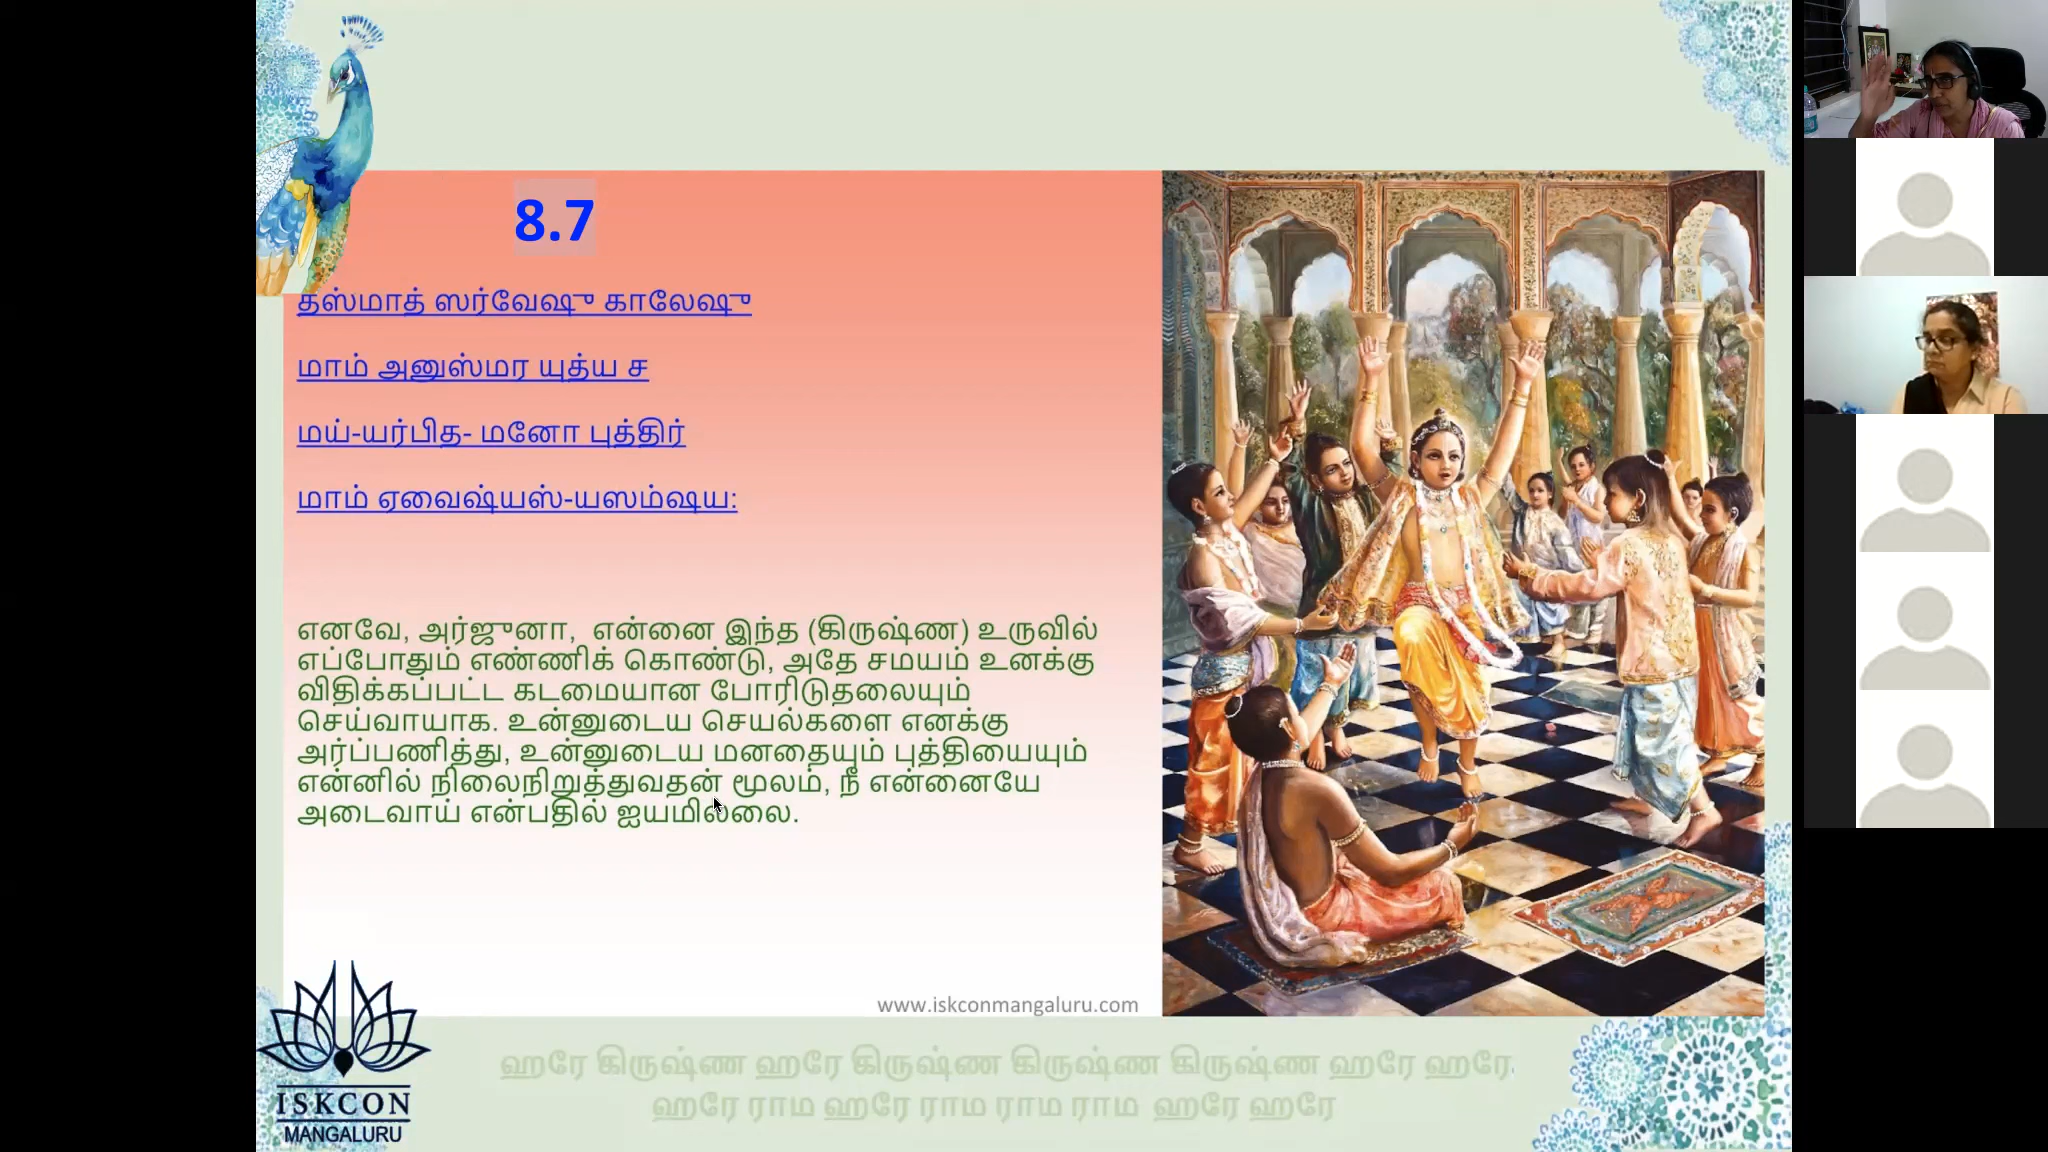 8.7
தஸ்மாத் ஸர்வேஷு காலேஷு
மாம் அனுஸ்மர யுத்ய ச
மய்-யர்பித- மனோ புத்திர்
மாம் ஏவைஷ்யஸ்-யஸம்ஷய:
எனவே, அர்ஜுனா, என்னை இந்த (கிருஷ்ண) உருவில்
எப்போதும் எண்ணிக் கொண்டு, அதே சமயம் உனக்கு
விதிக்கப்பட்ட கடமையான போரிடுதலையும்
செய்வாயாக. உன்னுடைய செயல்களை எனக்கு
அர்ப்பணித்து, உன்னுடைய மனதையும் புத்தியையும்
என்னில் நிலைநிறுத்துவதன் மூலம், நீ என்னையே
அடைவாய் என்பதில் ஐயமில்லை.
www.iskconmangaluru.com
ஹரே கிருஷ்ண ஹரே கிருஷ்ண கிருஷ்ண கிருஷ்ண ஹரே ஹரே
ஹரே ராம ஹரே ராம ராம ராம ஹரே ஹரே
ISKCON
MANGALURU